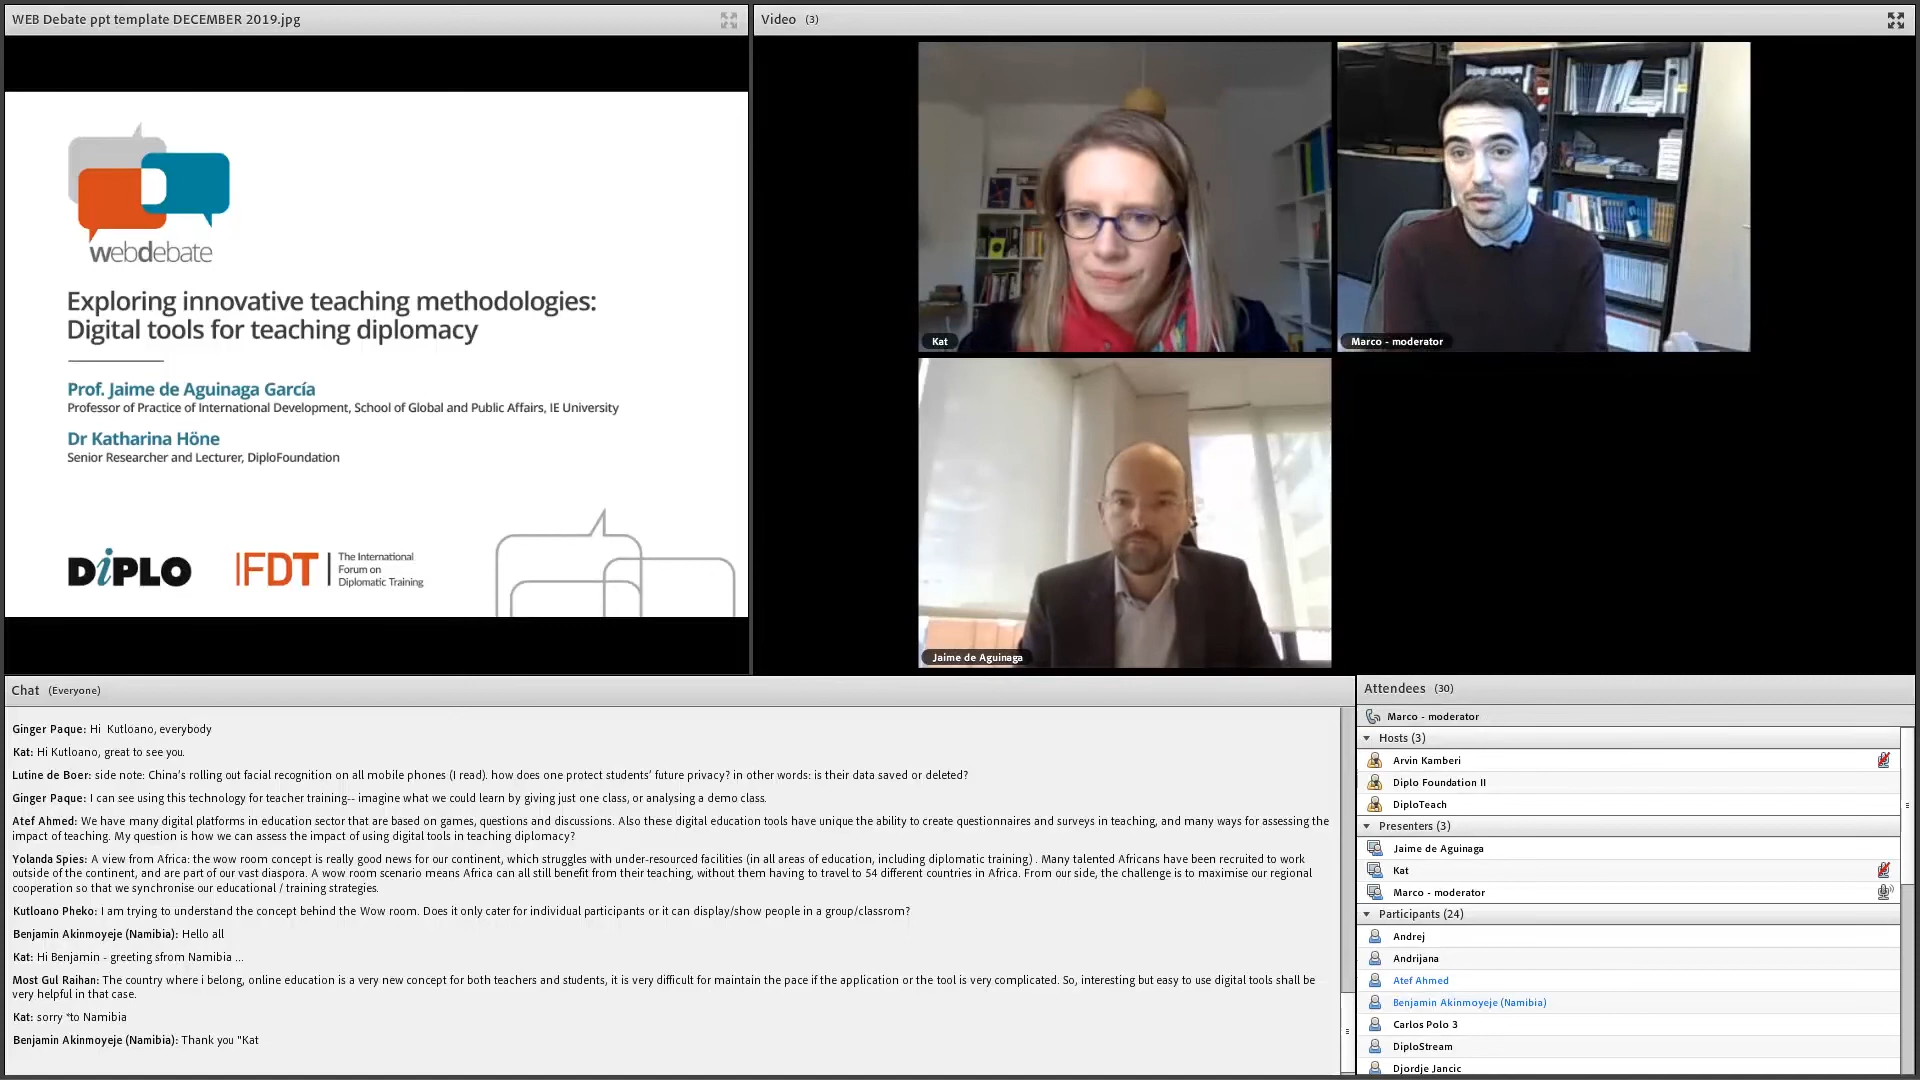 WEB Debate ppt template DECEMBER 2019.jpg
webdebate
Exploring innovative teaching methodologies:
Digital tools for teaching diplomacy
Prof. Jaime de Aguinaga García
Professor of Practice of International Development, School of Global and Public Affairs, IE University
Dr Katharina Höne
Senior Researcher and Lecturer, DiploFoundation
DiPLO
IFDT
The International
Forum on
Diplomatic Training
Video (3)
Kat
Marco - moderator
Jaime de Aguinaga
Chat (Everyone)
Ginger Paque: Hi  Kutloano, everybody
Kat: Hi Kutloano, great to see you.
Lutine de Boer: side note: China's rolling out facial recognition on all mobile phones (I read). how does one protect students' future privacy? in other words: is their data saved or deleted?
Ginger Paque: I can see using this technology for teacher training-- imagine what we could learn by giving just one class, or analysing a demo class.
Atef Ahmed: We have many digital platforms in education sector that are based on games, questions and discussions. Also these digital education tools have unique the ability to create questionnaires and surveys in teaching, and many ways for assessing the
impact of teaching. My question is how we can assess the impact of using digital tools in teaching diplomacy?
Yolanda Spies: A view from Africa: the wow room concept is really good news for our continent, which struggles with under-resourced facilities (in all areas of education, including diplomatic training) . Many talented Africans have been recruited to work
outside of the continent, and are part of our vast diaspora. A wow room scenario means Africa can all still benefit from their teaching, without them having to travel to 54 different countries in Africa. From our side, the challenge is to maximise our regional
cooperation so that we synchronise our educational / training strategies.
Kutloano Pheko: I am trying to understand the concept behind the Wow room. Does it only cater for individual participants or it can display/show people in a group/classrom?
Benjamin Akinmoyeje (Namibia): Hello all
Kat: Hi Benjamin - greeting sfrom Namibia ...
Most Gul Raihan: The country where i belong, online education is a very new concept for both teachers and students, it is very difficult for maintain the pace if the application or the tool is very complicated. So, interesting but easy to use digital tools shall be
very helpful in that case.
Kat: sorry *to Namibia
Benjamin Akinmoyeje (Namibia): Thank you "Kat
Attendees (30)
Marco - moderator
Hosts (3)
Arvin Kamberi
Diplo Foundation II
DiploTeach
Presenters (3)
Jaime de Aguinaga
Kat
Marco - moderator
Participants (24)
Andrej
Andrijana
Atef Ahmed
Benjamin Akinmoyeje (Namibia)
Carlos Polo 3
DiploStream
Djordje Jancic